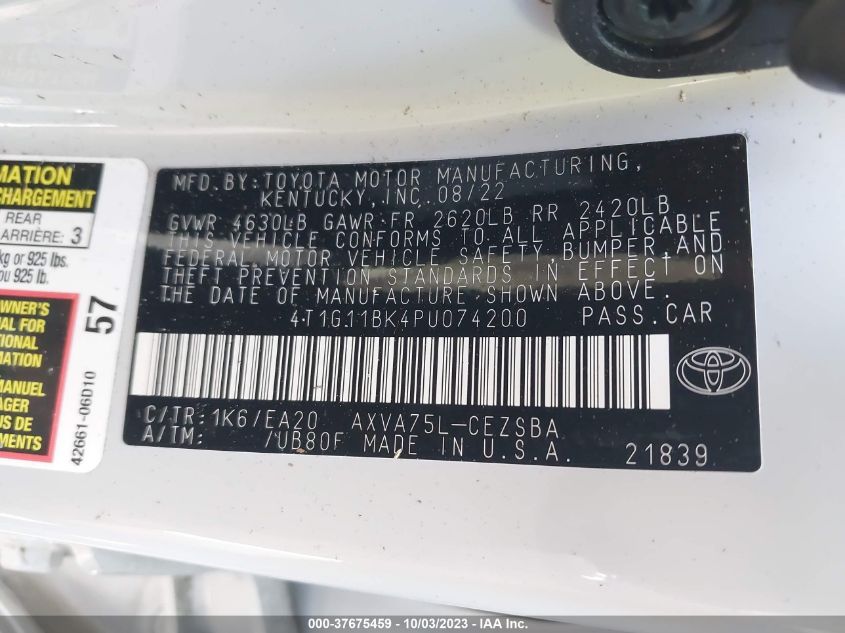 MATION
CHARGEMENT
REAR
ARRIÈRE: 3
kg or 925 lbs.
ou 925 lb.
OWNER'S
UAL FOR
TIONAL
MATION
MANUEL
AGER
US DE
42661-06D10
57
MFD. BY: TOYOTA MOTOR MANUFACTURING,
KENTUCKY, INC. 08/22
GVWR 4630LB GAWR FR 2620LB RR 2420LB
THIS VEHICLE CONFORMS TO ALL APPLICABLE
FEDERAL MOTOR VEHICLE SAFETY, BUMPER, AND
THEFT PREVENTION STANDARDS IN EFFECT ON
THE DATE OF MANUFACTURE SHOWN ABOVE.
4T1G11BK4PU074200 PASS. CAR
C/TR: 1K6/EA20 AXVA75L-CEZSBA
A/TM: /UB80F MADE IN U.S.A. 21839
000-37675459 - 10/03/2023 - IAA Inc.